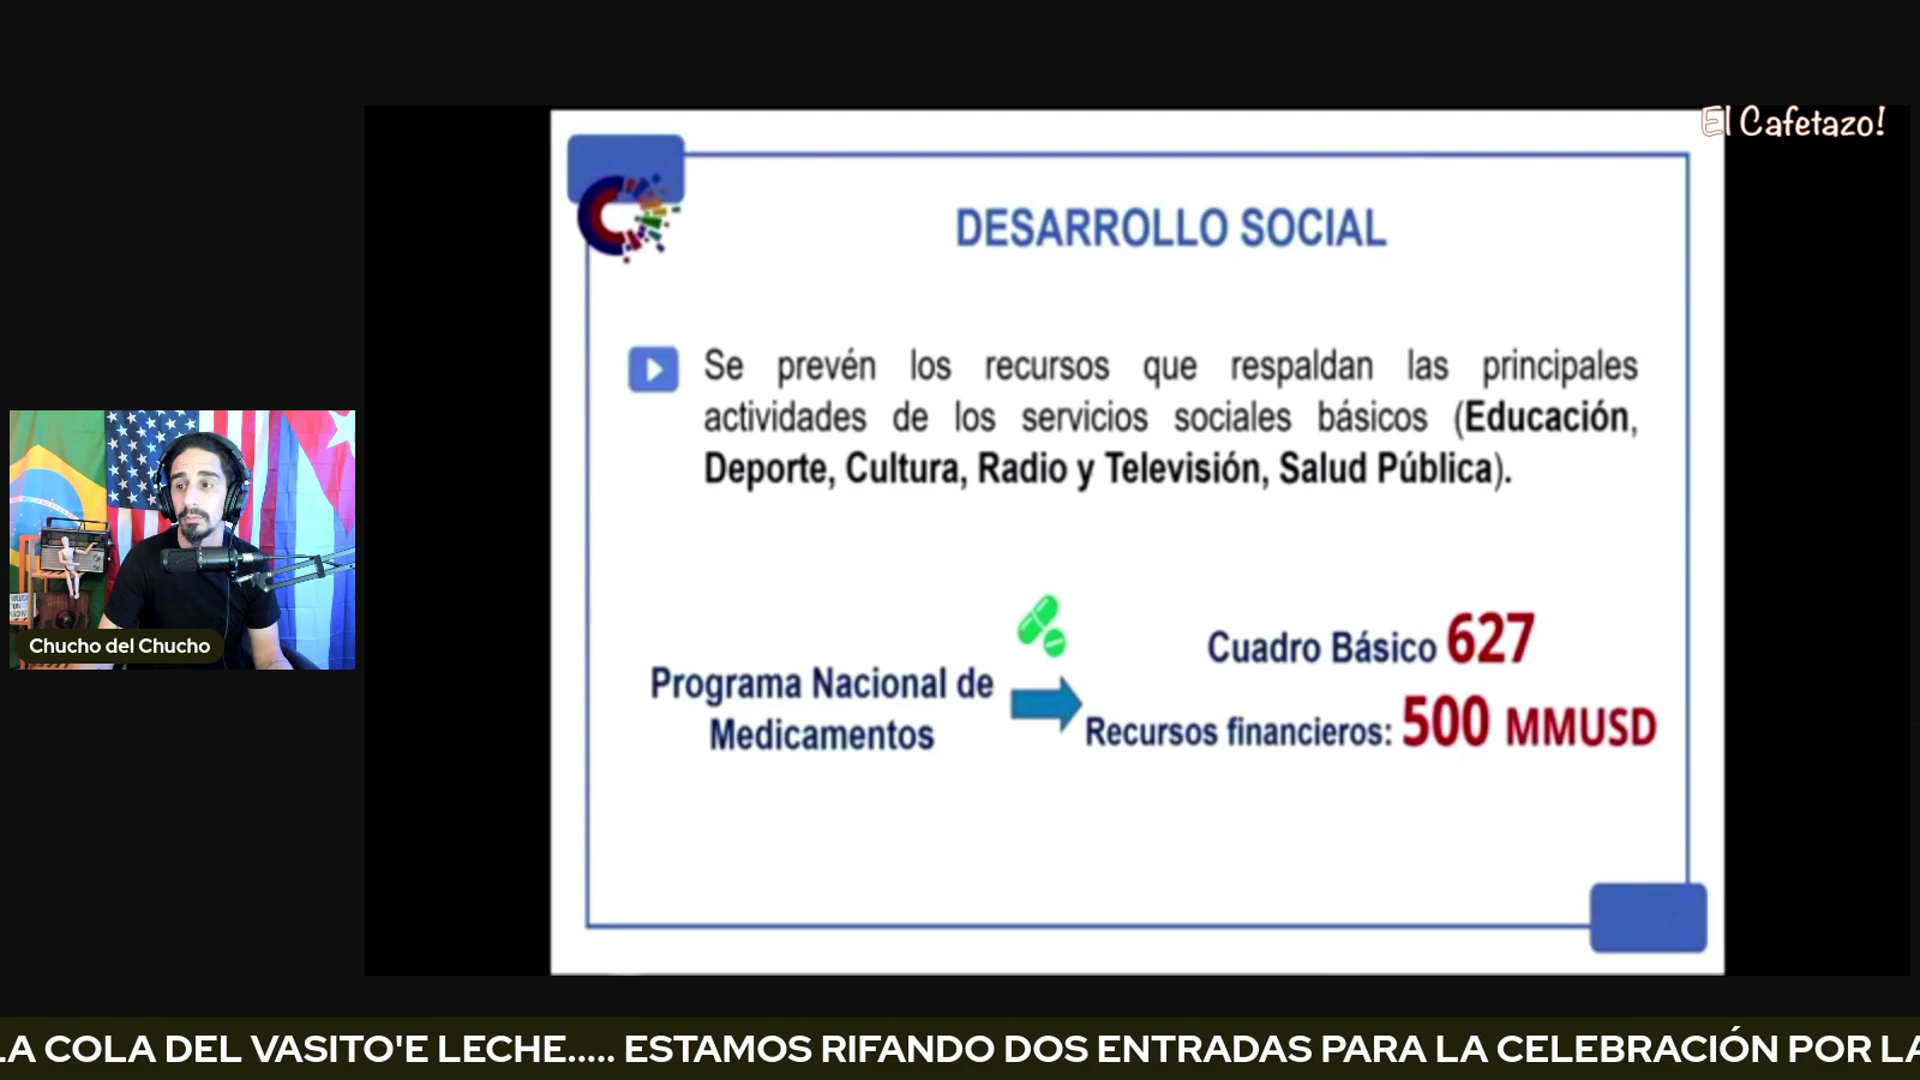 El Cafetazo!
DESARROLLO SOCIAL
Se prevén los recursos que respaldan las principales
actividades de los servicios sociales básicos (Educación,
Deporte, Cultura, Radio y Televisión, Salud Pública).
Programa Nacional de
Medicamentos
Cuadro Básico 627
Recursos financieros: 500 MMUSD
Chucho del Chucho
LA COLA DEL VASITO'E LECHE..... ESTAMOS RIFANDO DOS ENTRADAS PARA LA CELEBRACIÓN POR LA